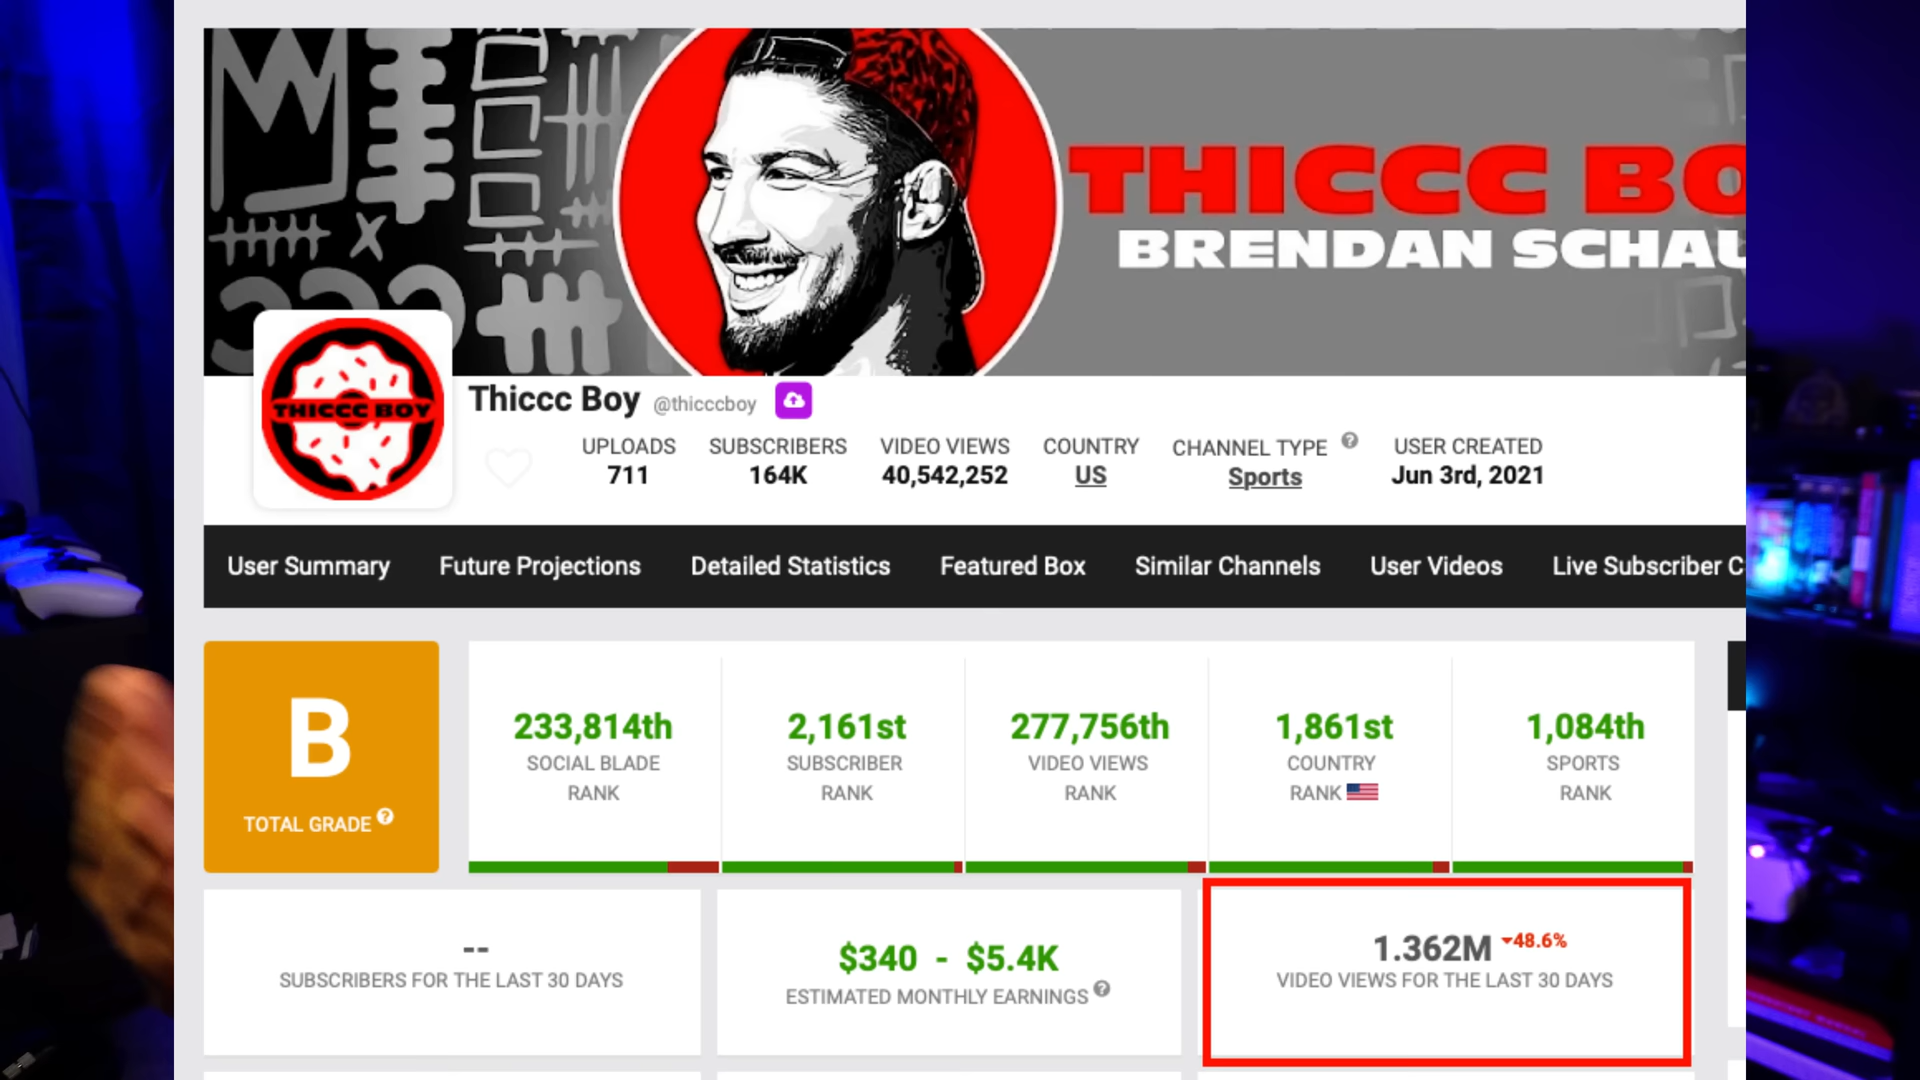 THICCC BO
BRENDAN SCHAU
THICCC BOY
Thiccc Boy @thicccboy
UPLOADS SUBSCRIBERS VIDEO VIEWS COUNTRY CHANNEL TYPE ? USER CREATED
711 164K 40,542,252 US Sports Jun 3rd, 2021
User Summary Future Projections Detailed Statistics Featured Box Similar Channels User Videos Live Subscriber C
B
TOTAL GRADE ?
233,814th 2,161st 277,756th 1,861st 1,084th
SOCIAL BLADE SUBSCRIBER VIDEO VIEWS COUNTRY SPORTS
RANK RANK RANK RANK RANK
-- $340 - $5.4K 1.362M -48.6%
SUBSCRIBERS FOR THE LAST 30 DAYS ESTIMATED MONTHLY EARNINGS ? VIDEO VIEWS FOR THE LAST 30 DAYS